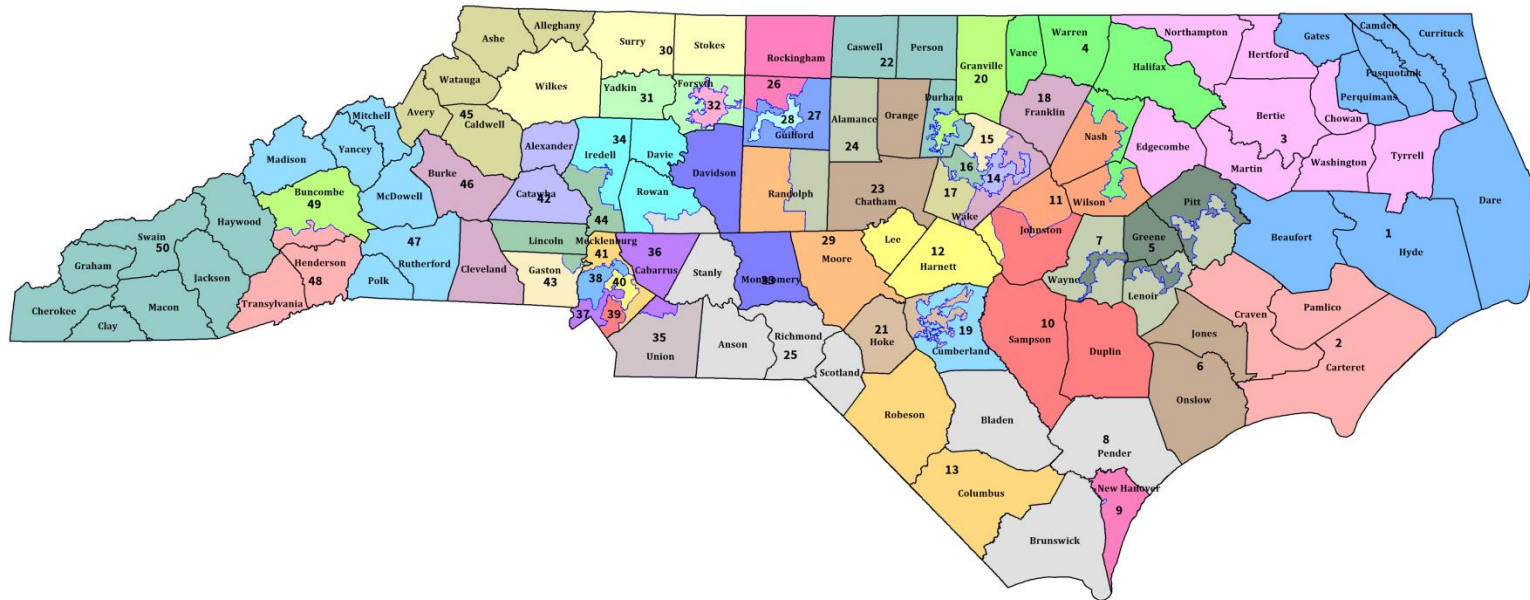 Alleghany
Ashe
Surry
30
Stokes
Rockingham
Caswell
Person
22
Granville
20
Vance
Warren
4
Northampton
Hertford
Gates
Camden
Currituck
Pasquotank
Perquimans
Halifax
Watauga
Wilkes
Yadkin
31
Forsyth
32
26
28
27
Guilford
Alamance
Orange
24
Durham
18
Franklin
Nash
Bertie
3
Chowan
Mitchell
Avery
45
Caldwell
Alexander
34
Iredell
Davie
Davidson
Randolph
23
Chatham
15
16
14
17
Wake
Edgecombe
Martin
Washington
Tyrrell
Dare
Madison
Yancey
Burke
46
McDowell
Catawba
42
Rowan
44
11
Wilson
Pitt
Buncombe
49
Haywood
Swain
50
Graham
Jackson
Henderson
48
47
Rutherford
Polk
Cleveland
Lincoln
Mecklenburg
41
Gaston
43
38
40
37
39
36
Cabarrus
Stanly
Montgomery
33
29
Moore
Lee
12
Harnett
Johnston
7
Wayne
Greene
5
Lenoir
Beaufort
1
Hyde
Cherokee
Clay
Macon
Transylvania
35
Union
Anson
Richmond
25
Scotland
21
Hoke
19
Cumberland
10
Sampson
Duplin
Jones
Craven
Pamlico
2
Carteret
6
Onslow
Robeson
Bladen
8
Pender
13
Columbus
New Hanover
9
Brunswick